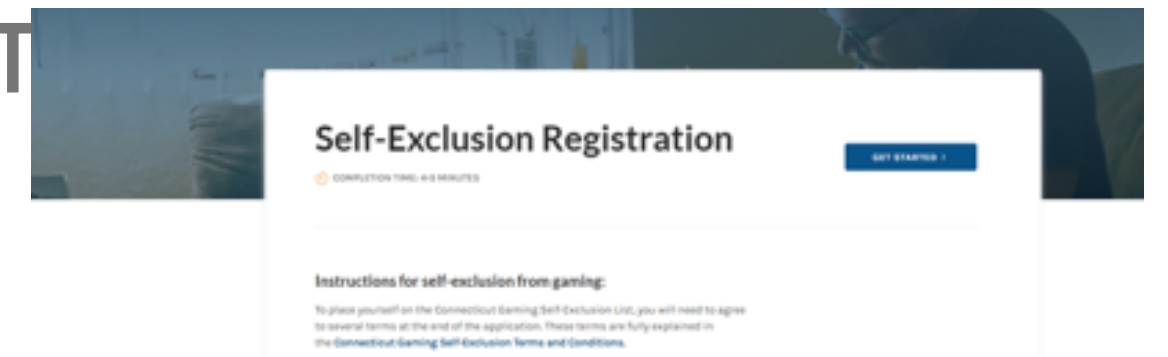 T
Self-Exclusion Registration
GET STARTED >
COMPLETION TIME: 4-5 MINUTES
Instructions for self-exclusion from gaming:
To place yourself on the Connecticut Gaming Self-Exclusion List, you will need to agree
to several terms at the end of the application. These terms are fully explained in
the Connecticut Gaming Self-Exclusion Terms and Conditions.